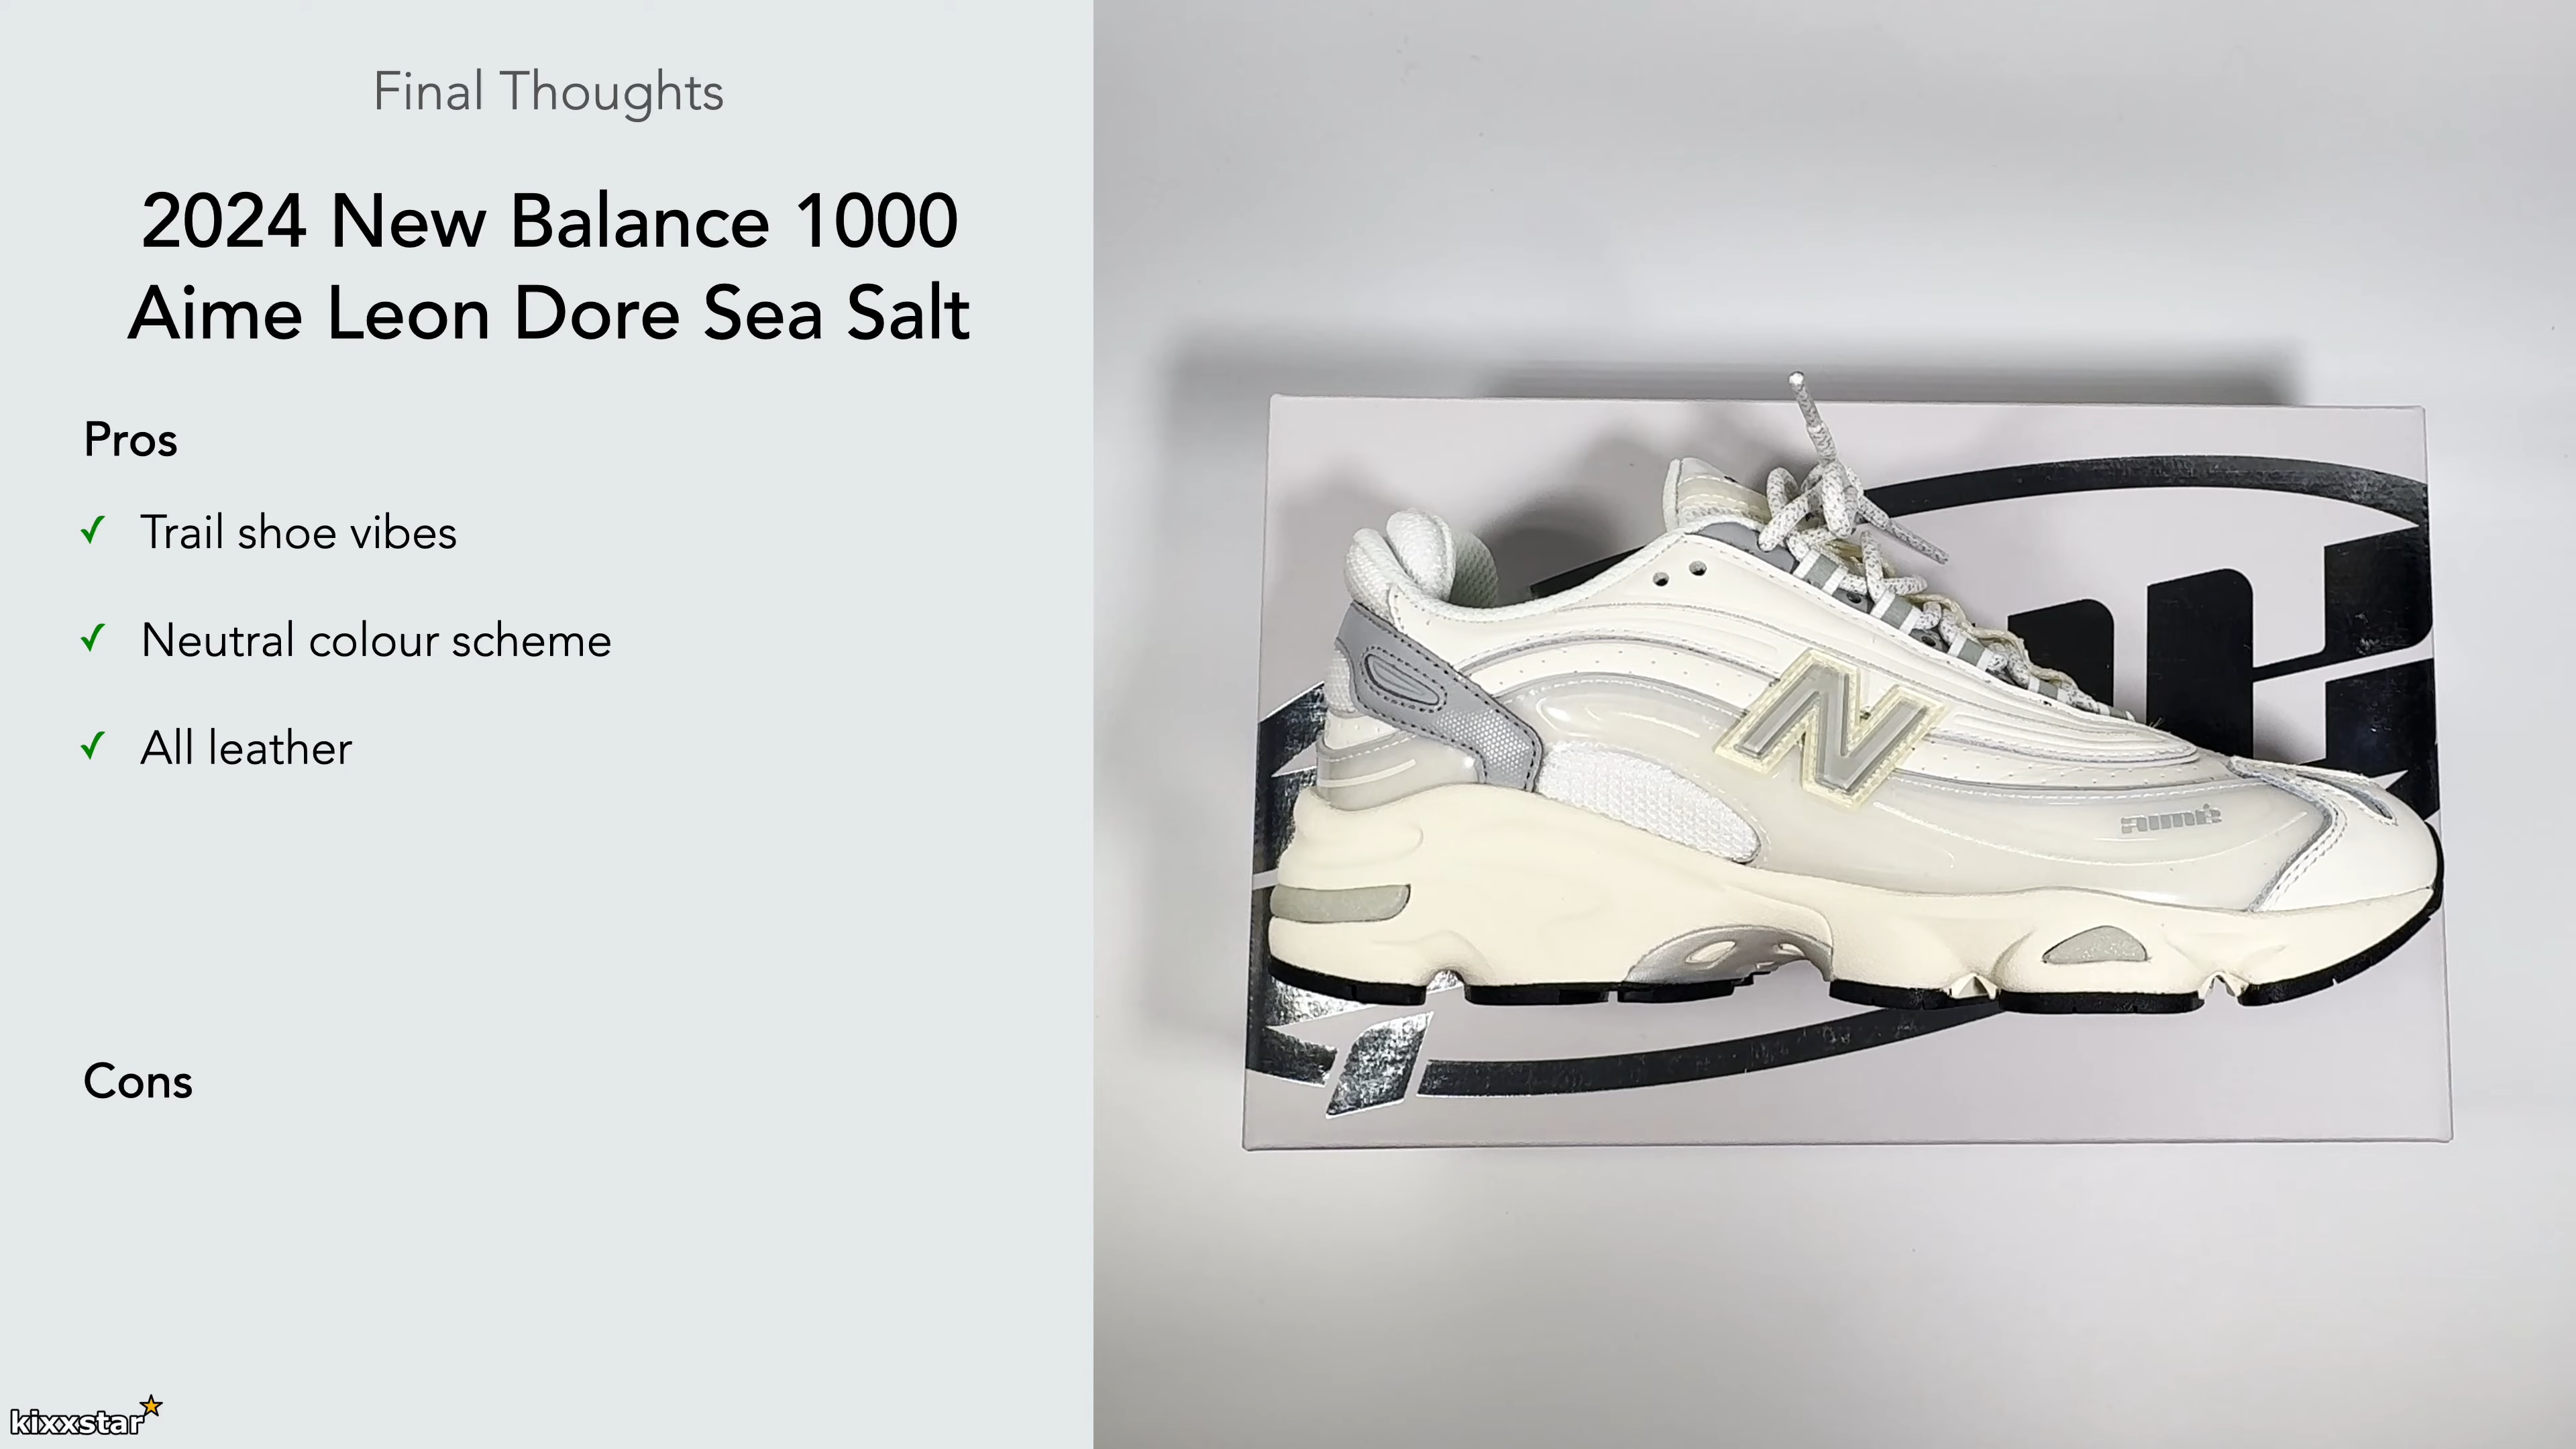 Final Thoughts
2024 New Balance 1000
Aime Leon Dore Sea Salt
Pros
✓ Trail shoe vibes
✓ Neutral colour scheme
✓ All leather
Cons
kixxstar
N
aimé